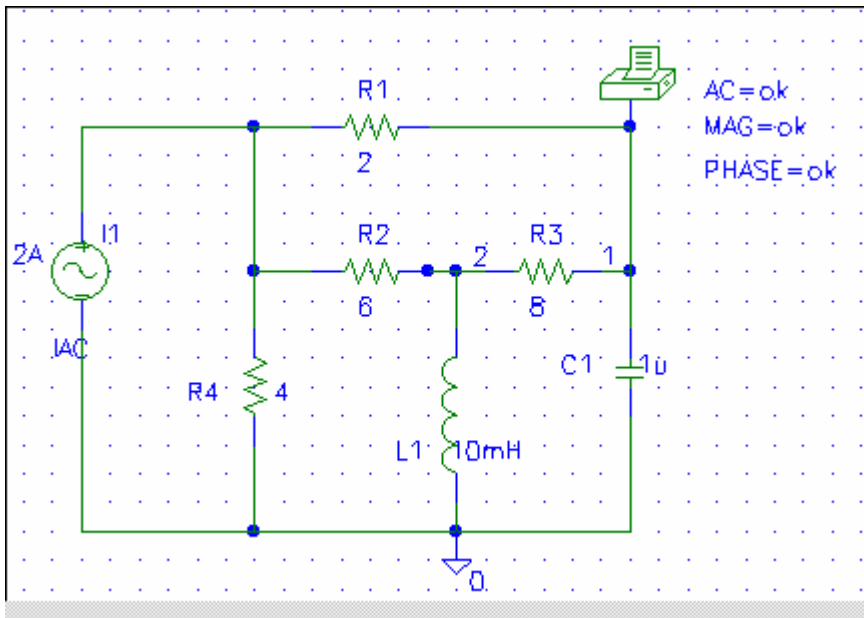 R1
AC=ok
MAG=ok
2
PHASE=ok
I1
R2
R3
2A
2
1
6
8
IAC
C1
1u
R4
4
L1
10mH
0